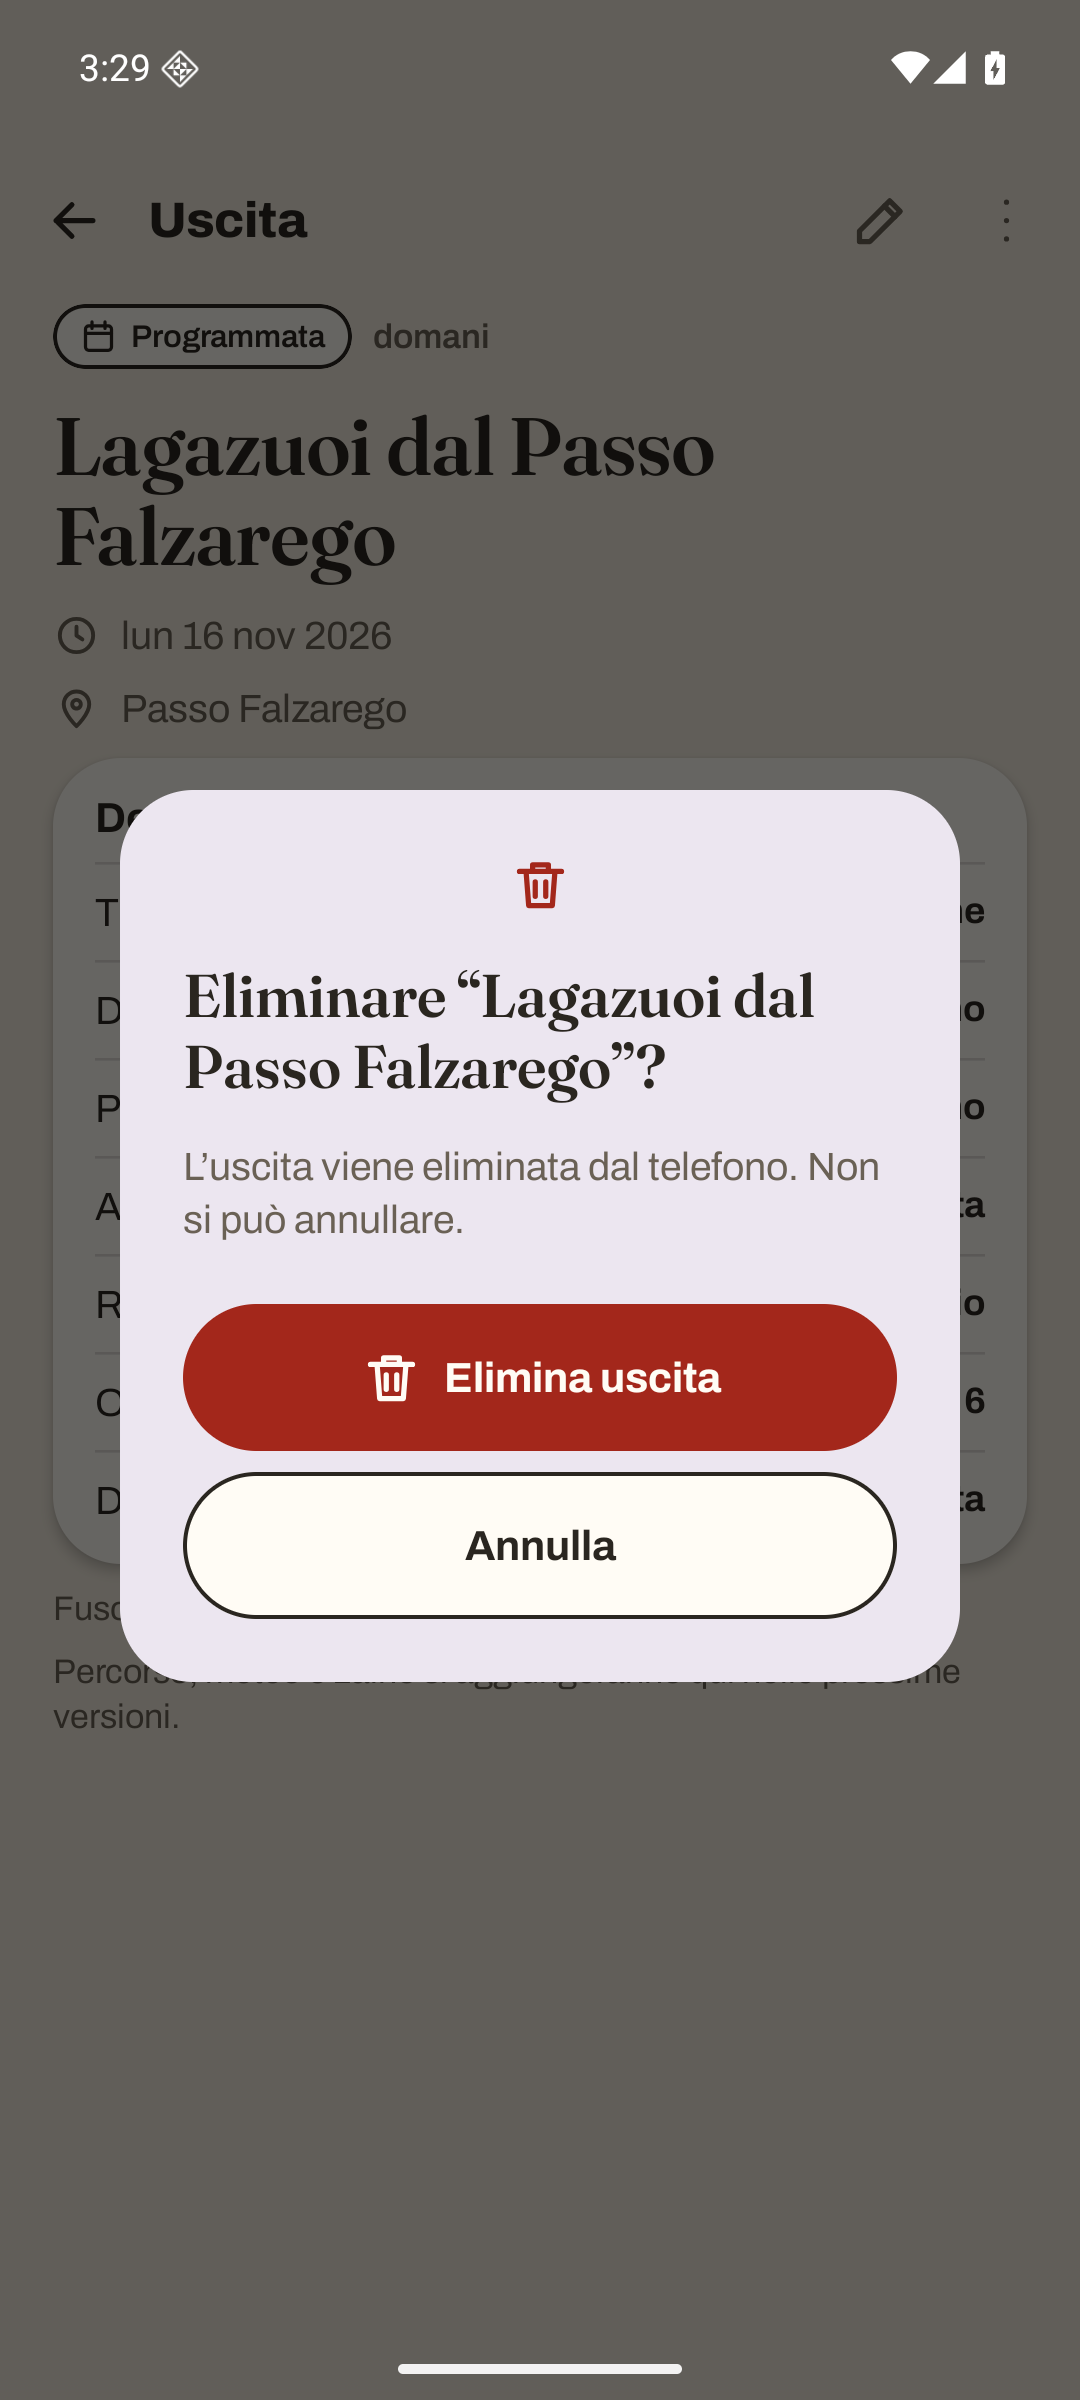 3:29
Uscita
Programmata domani
Lagazuoi dal Passo
Falzarego
lun 16 nov 2026
Passo Falzarego
Eliminare “Lagazuoi dal
Passo Falzarego”?
L’uscita viene eliminata dal telefono. Non
si può annullare.
Elimina uscita
Annulla
6
versioni.